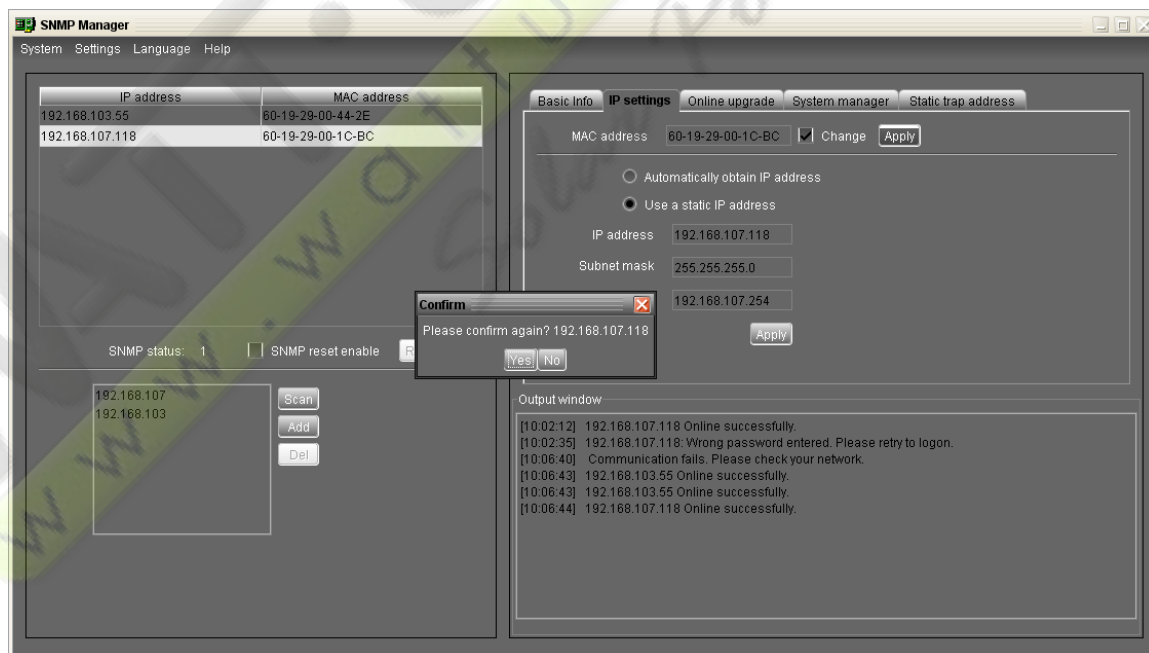 SNMP Manager
System Settings Language Help
IP address MAC address
192.168.103.55 60-19-29-00-44-2E
192.168.107.118 60-19-29-00-1C-BC
SNMP status: 1 SNMP reset enable R
192.168.107
192.168.103
Scan
Add
Del
Basic Info IP settings Online upgrade System manager Static trap address
MAC address 60-19-29-00-1C-BC Change Apply
Automatically obtain IP address
Use a static IP address
IP address 192.168.107.118
Subnet mask 255.255.255.0
192.168.107.254
Apply
Confirm
Please confirm again? 192.168.107.118
Yes No
Output window
[10:02:12] 192.168.107.118 Online successfully.
[10:02:35] 192.168.107.118: Wrong password entered. Please retry to logon.
[10:06:40] Communication fails. Please check your network.
[10:06:43] 192.168.103.55 Online successfully.
[10:06:43] 192.168.103.55 Online successfully.
[10:06:44] 192.168.107.118 Online successfully.